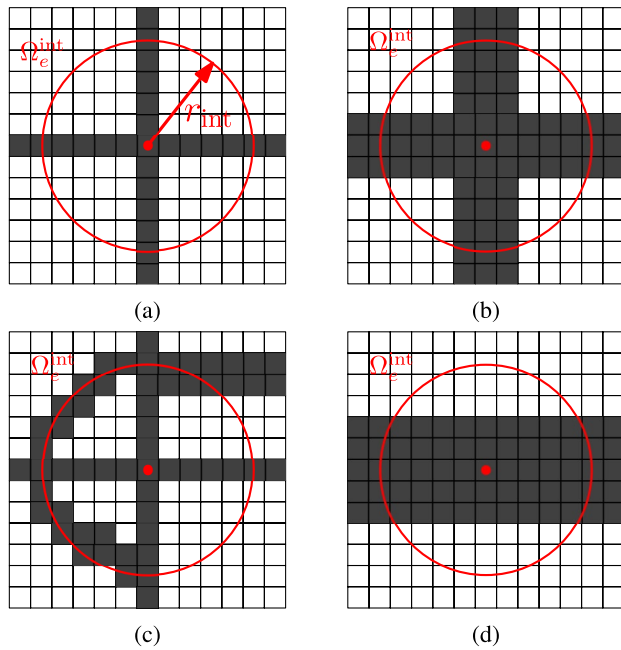 Ω_e^int
r_int
Ω_e^int
(a)
(b)
Ω_e^int
Ω_e^int
(c)
(d)